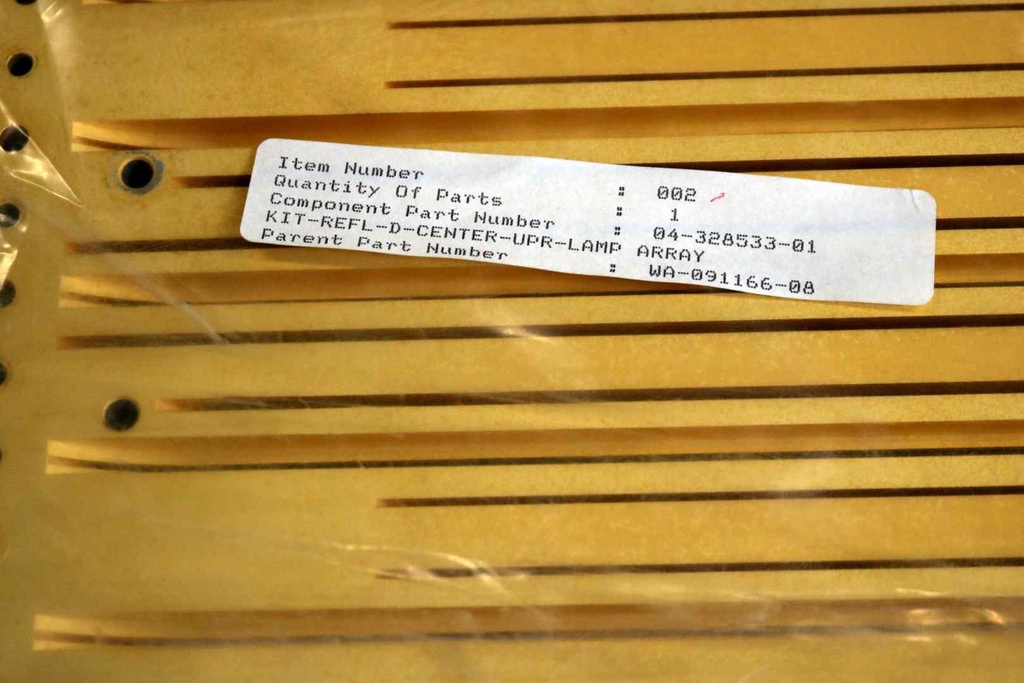 Item Number : 002
Quantity Of Parts : 1
Component Part Number : 04-328533-01
KIT-REFL-D-CENTER-UPR-LAMP ARRAY
Parent Part Number : WA-091166-08